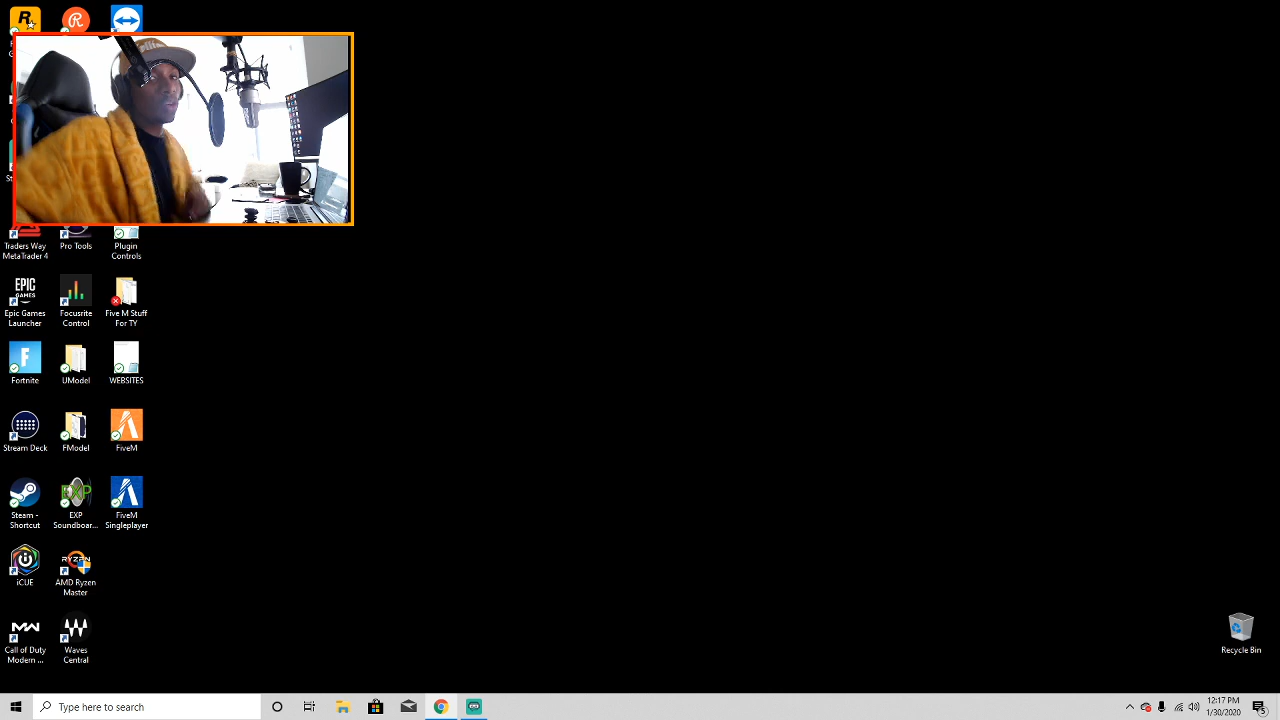 Traders Way
MetaTrader 4
Pro Tools
Plugin
Controls
EPIC
GAMES
Epic Games
Launcher
Focusrite
Control
Five M Stuff
For TY
Fortnite
UModel
WEBSITES
Stream Deck
FModel
FiveM
Steam -
Shortcut
EXP
EXP
Soundboar...
FiveM
Singleplayer
iCUE
RYZEN
AMD Ryzen
Master
Call of Duty
Modern ...
Waves
Central
Recycle Bin
Type here to search
12:17 PM
1/30/2020
5